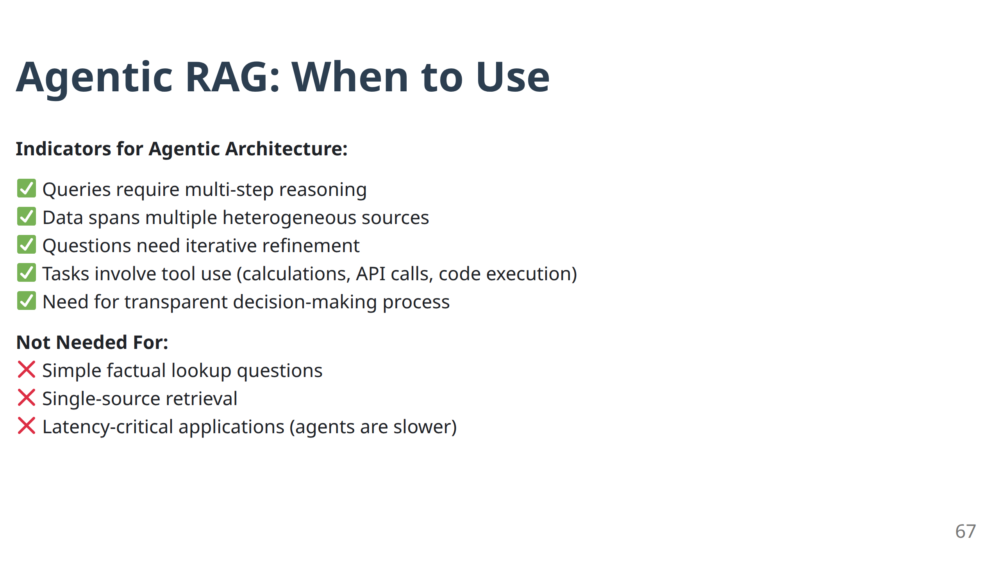 Agentic RAG: When to Use
Indicators for Agentic Architecture:
✅ Queries require multi-step reasoning
✅ Data spans multiple heterogeneous sources
✅ Questions need iterative refinement
✅ Tasks involve tool use (calculations, API calls, code execution)
✅ Need for transparent decision-making process
Not Needed For:
❌ Simple factual lookup questions
❌ Single-source retrieval
❌ Latency-critical applications (agents are slower)
67